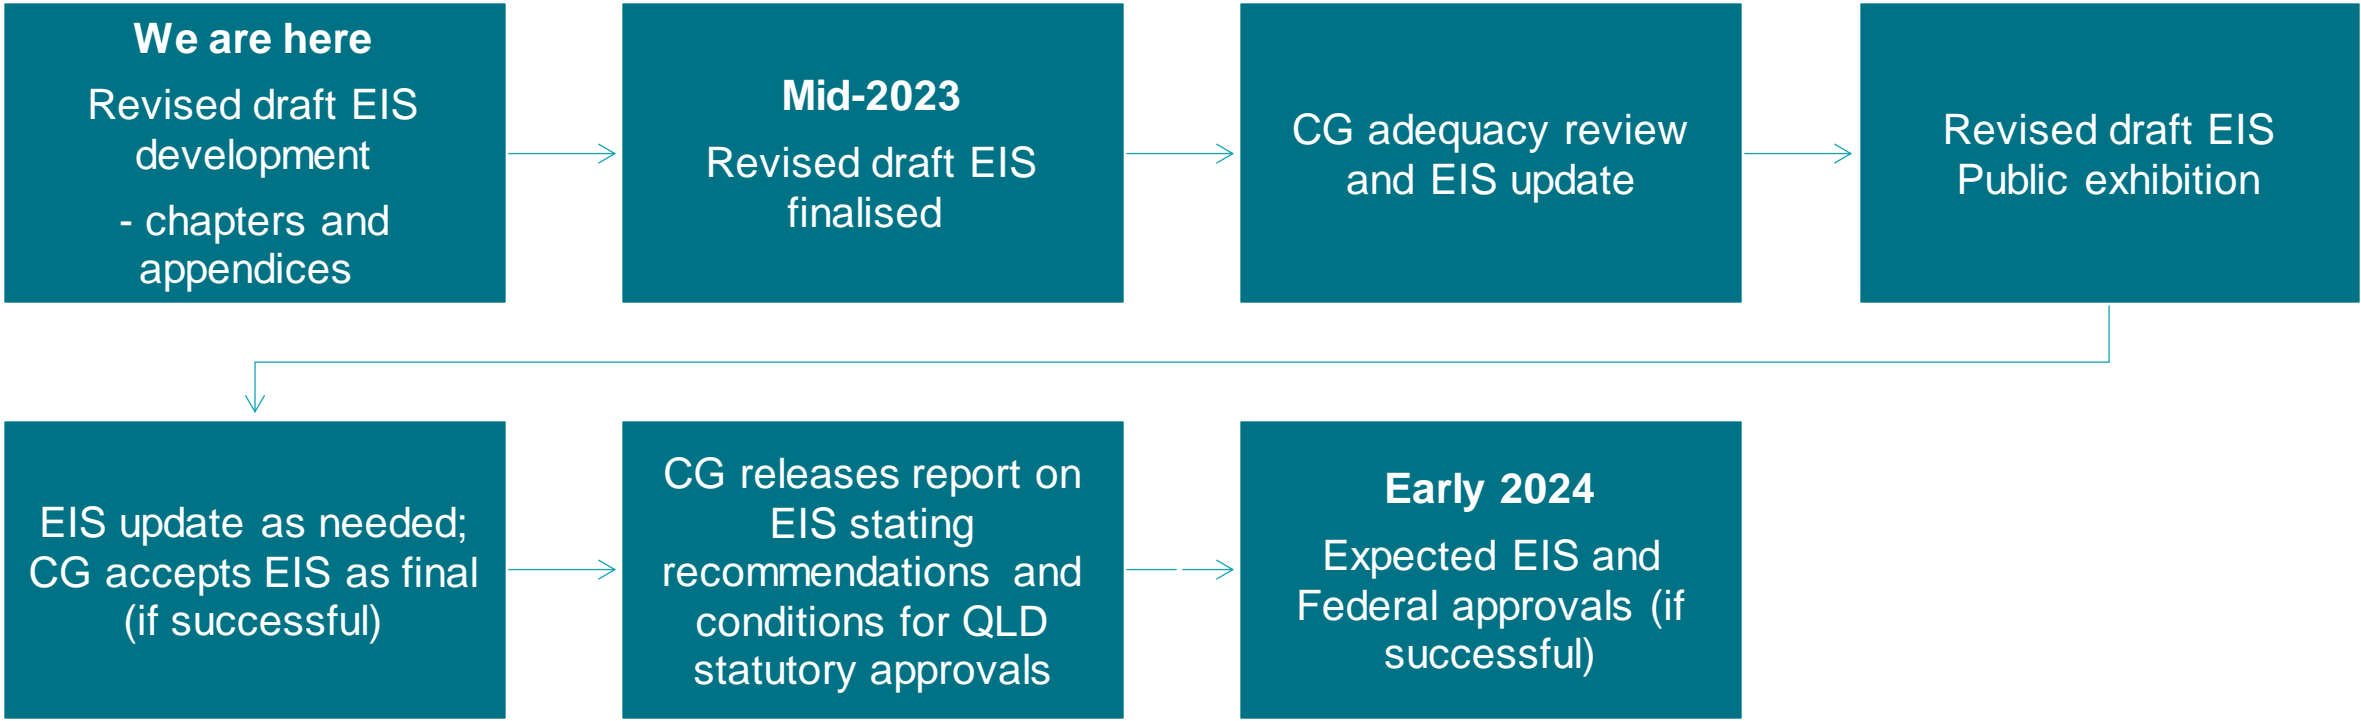 We are here
Revised draft EIS
development
- chapters and
appendices
Mid-2023
Revised draft EIS
finalised
CG adequacy review
and EIS update
Revised draft EIS
Public exhibition
EIS update as needed;
CG accepts EIS as final
(if successful)
CG releases report on
EIS stating
recommendations and
conditions for QLD
statutory approvals
Early 2024
Expected EIS and
Federal approvals (if
successful)